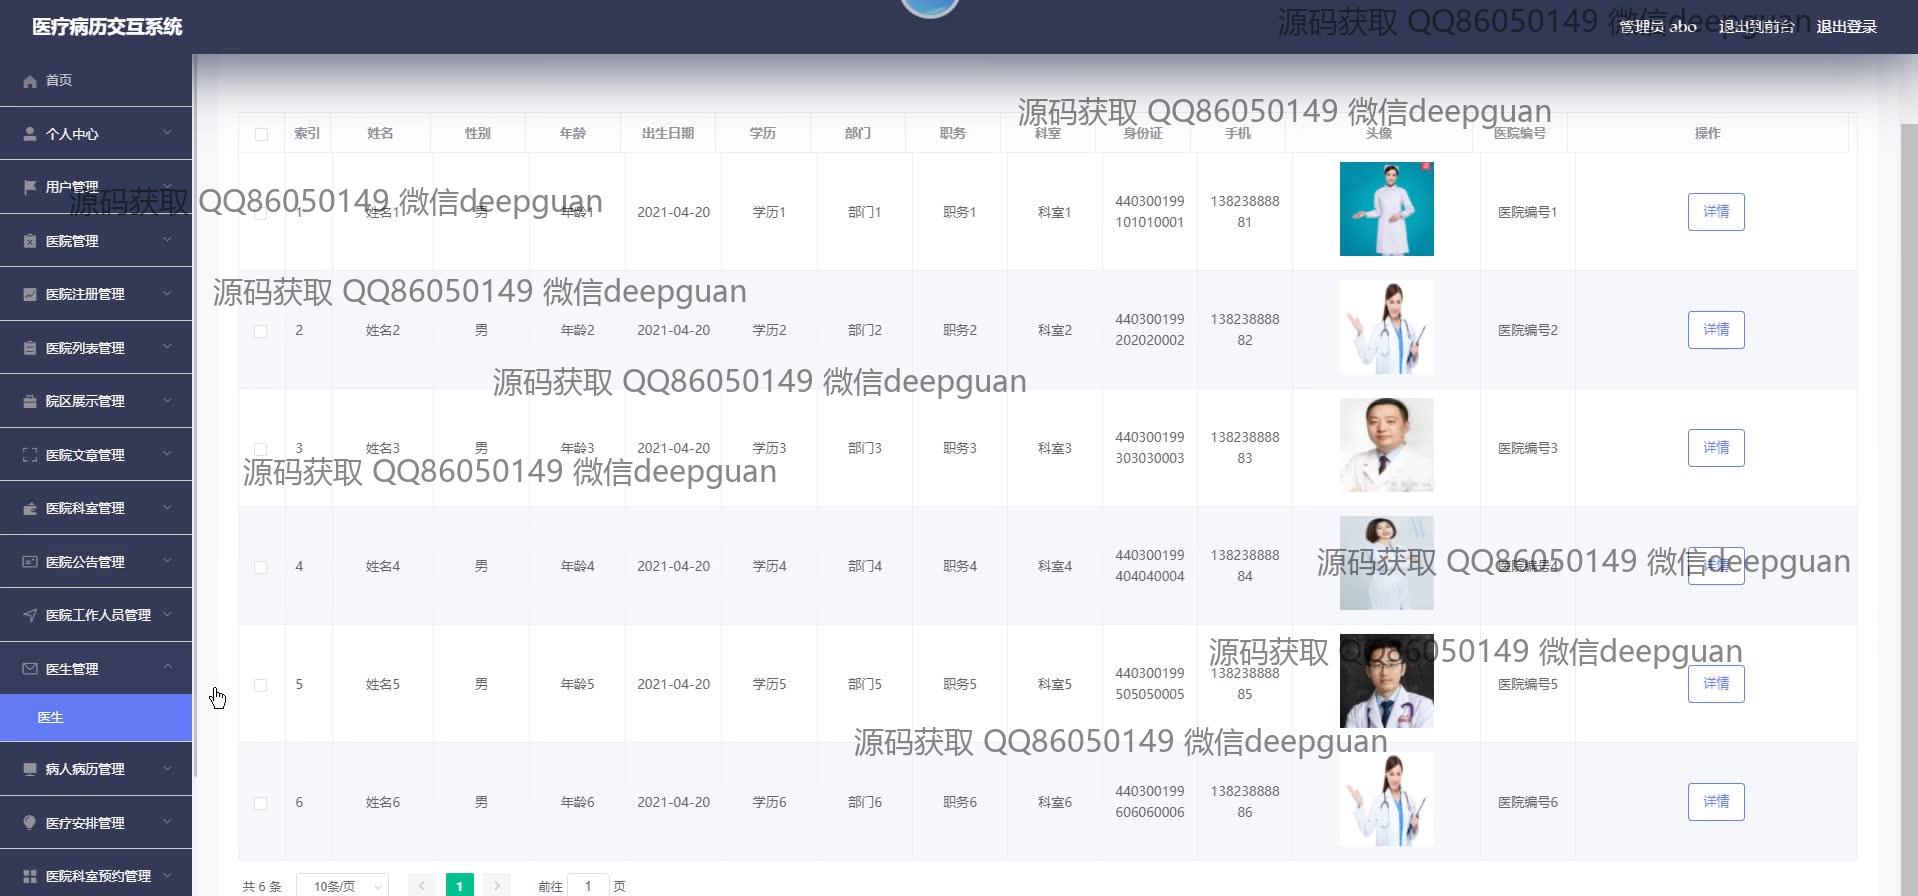 医疗病历交互系统
源码获取 QQ86050149 微信deepguan
管理员 abo 退出到前台 退出登录
首页
个人中心
用户管理
医院管理
医院注册管理
医院列表管理
院区展示管理
医院文章管理
医院科室管理
医院公告管理
医院工作人员管理
医生管理
医生
病人病历管理
医疗安排管理
医院科室预约管理
源码获取 QQ86050149 微信deepguan
索引 姓名 性别 年龄 出生日期 学历 部门 职务 科室 身份证 手机 头像 医院编号 操作
源码获取 QQ86050149 微信deepguan
1 姓名1 男 年龄1 2021-04-20 学历1 部门1 职务1 科室1 440300199101010001 13823888881 医院编号1 详情
源码获取 QQ86050149 微信deepguan
2 姓名2 男 年龄2 2021-04-20 学历2 部门2 职务2 科室2 440300199202020002 13823888882 医院编号2 详情
源码获取 QQ86050149 微信deepguan
3 姓名3 男 年龄3 2021-04-20 学历3 部门3 职务3 科室3 440300199303030003 13823888883 医院编号3 详情
源码获取 QQ86050149 微信deepguan
4 姓名4 男 年龄4 2021-04-20 学历4 部门4 职务4 科室4 440300199404040004 13823888884 医院编号4 详情
源码获取 QQ86050149 微信deepguan
源码获取 QQ86050149 微信deepguan
5 姓名5 男 年龄5 2021-04-20 学历5 部门5 职务5 科室5 440300199505050005 13823888885 医院编号5 详情
源码获取 QQ86050149 微信deepguan
6 姓名6 男 年龄6 2021-04-20 学历6 部门6 职务6 科室6 440300199606060006 13823888886 医院编号6 详情
共 6 条 10条/页 1 前往 1 页